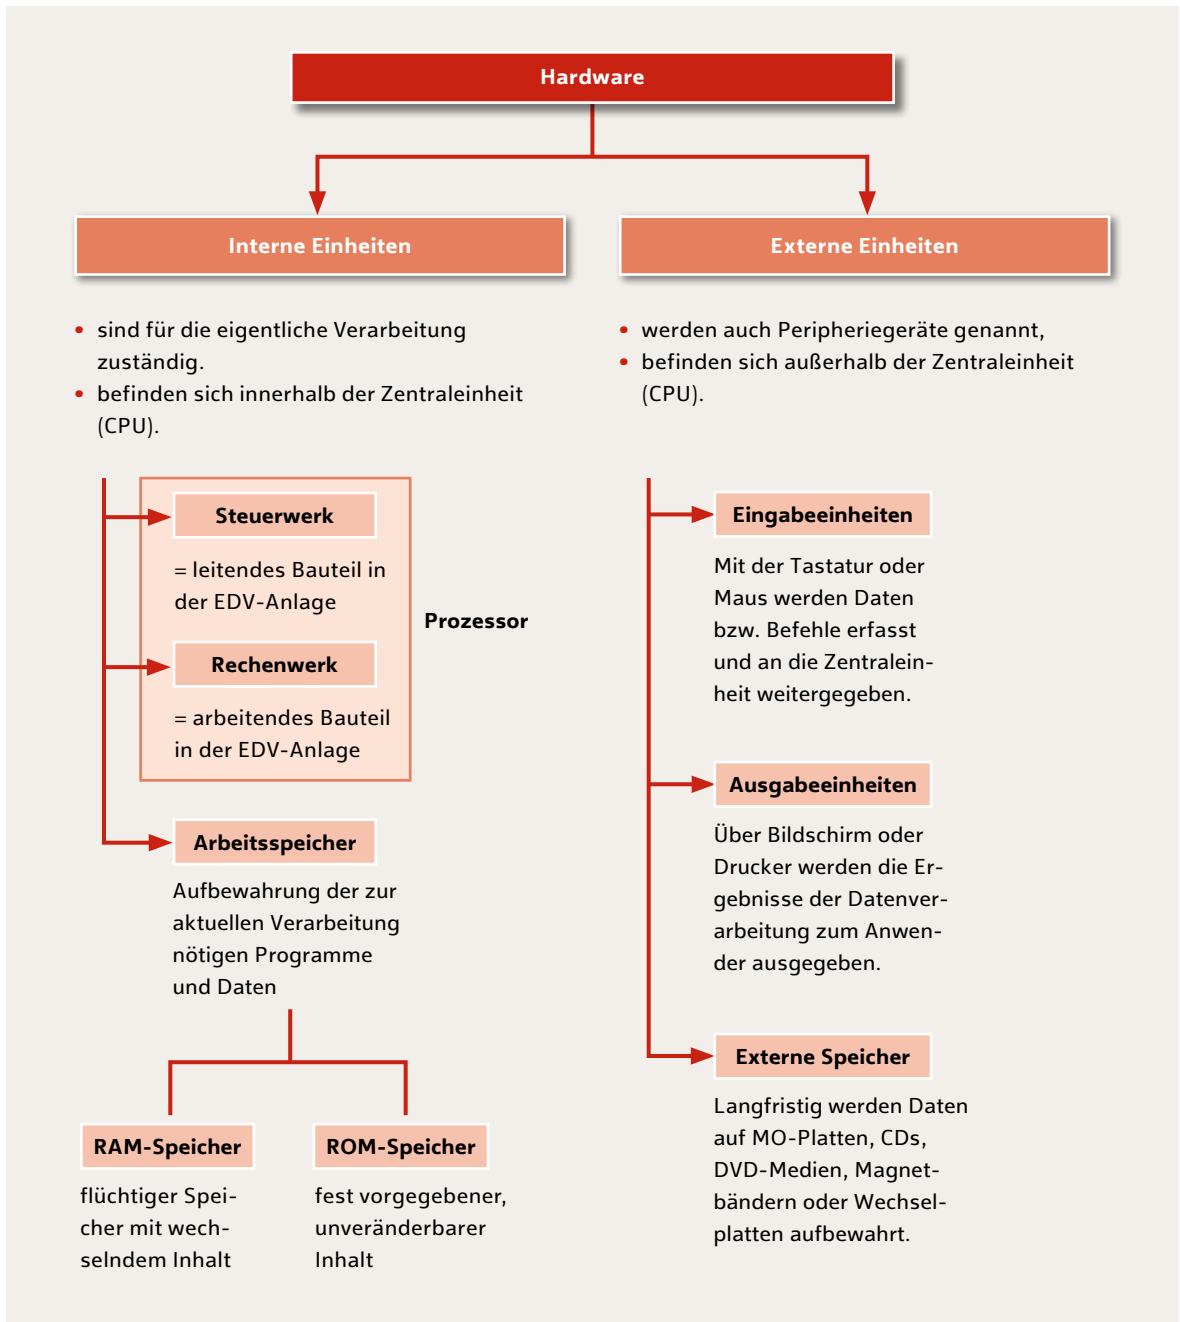 Hardware
Interne Einheiten
• sind für die eigentliche Verarbeitung
zuständig.
• befinden sich innerhalb der Zentraleinheit
(CPU).
Steuerwerk
= leitendes Bauteil in
der EDV-Anlage
Prozessor
Rechenwerk
= arbeitendes Bauteil
in der EDV-Anlage
Arbeitsspeicher
Aufbewahrung der zur
aktuellen Verarbeitung
nötigen Programme
und Daten
RAM-Speicher
flüchtiger Spei-
cher mit wech-
selndem Inhalt
ROM-Speicher
fest vorgegebener,
unveränderbarer
Inhalt
Externe Einheiten
• werden auch Peripheriegeräte genannt,
• befinden sich außerhalb der Zentraleinheit
(CPU).
Eingabeeinheiten
Mit der Tastatur oder
Maus werden Daten
bzw. Befehle erfasst
und an die Zentralein-
heit weitergegeben.
Ausgabeeinheiten
Über Bildschirm oder
Drucker werden die Er-
gebnisse der Datenver-
arbeitung zum Anwen-
der ausgegeben.
Externe Speicher
Langfristig werden Daten
auf MO-Platten, CDs,
DVD-Medien, Magnet-
bändern oder Wechsel-
platten aufbewahrt.